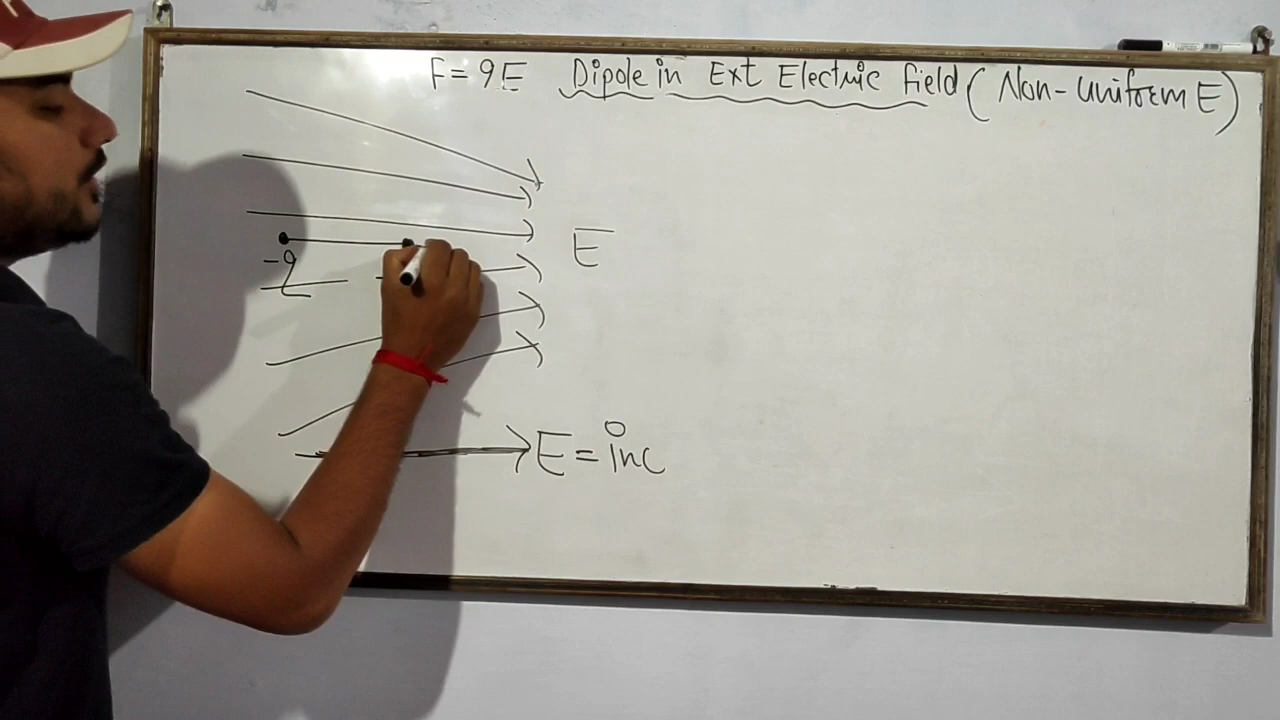 F = qE Dipole in Ext Electric field (Non-uniform E)
E
-q
E = inc